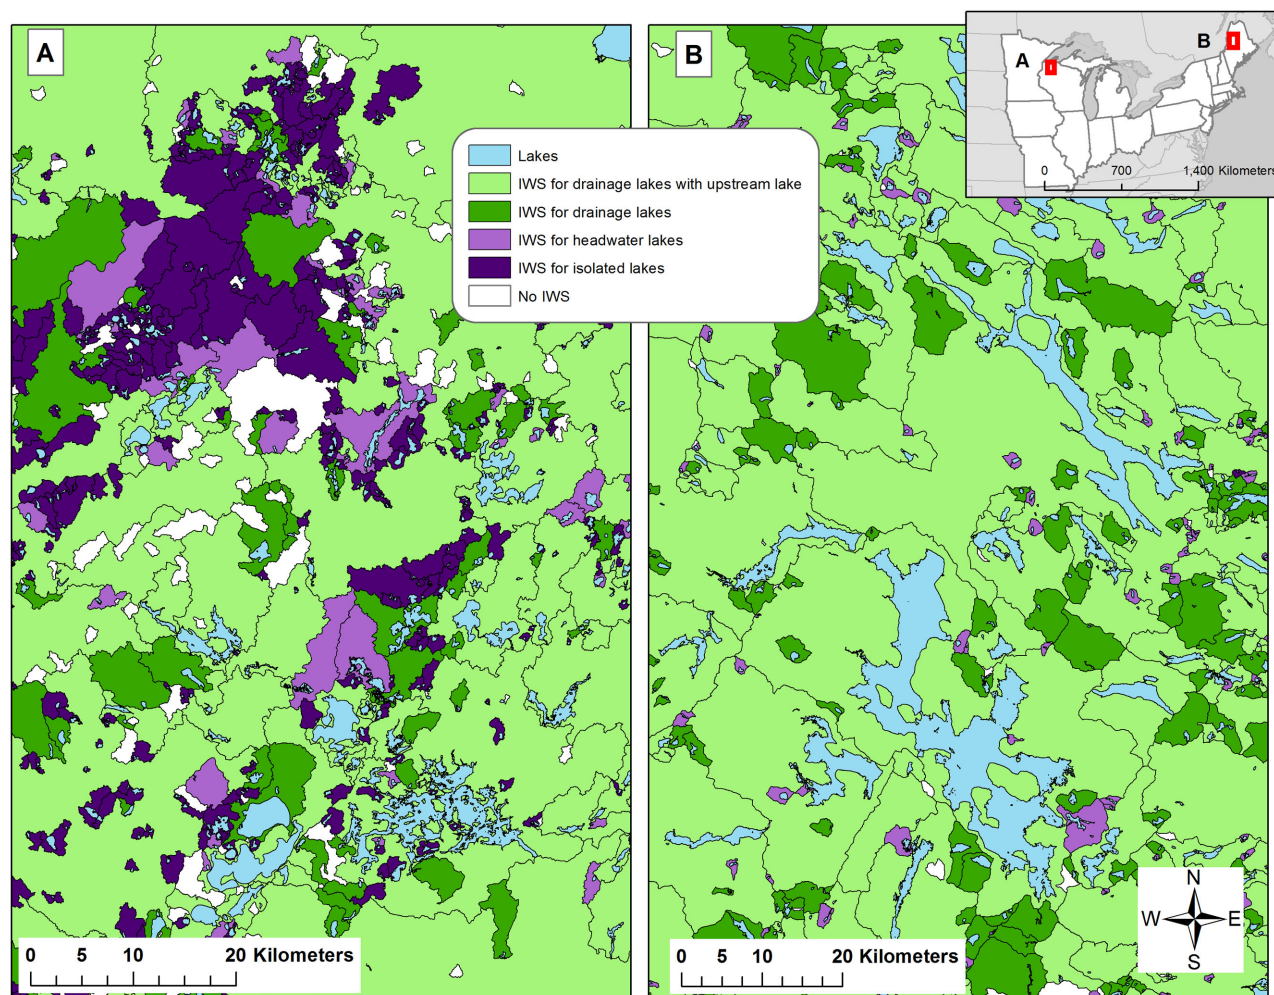 A
B
A
B
0 700 1,400 Kilometers
Lakes
IWS for drainage lakes with upstream lake
IWS for drainage lakes
IWS for headwater lakes
IWS for isolated lakes
No IWS
N
W E
S
0 5 10 20 Kilometers
0 5 10 20 Kilometers